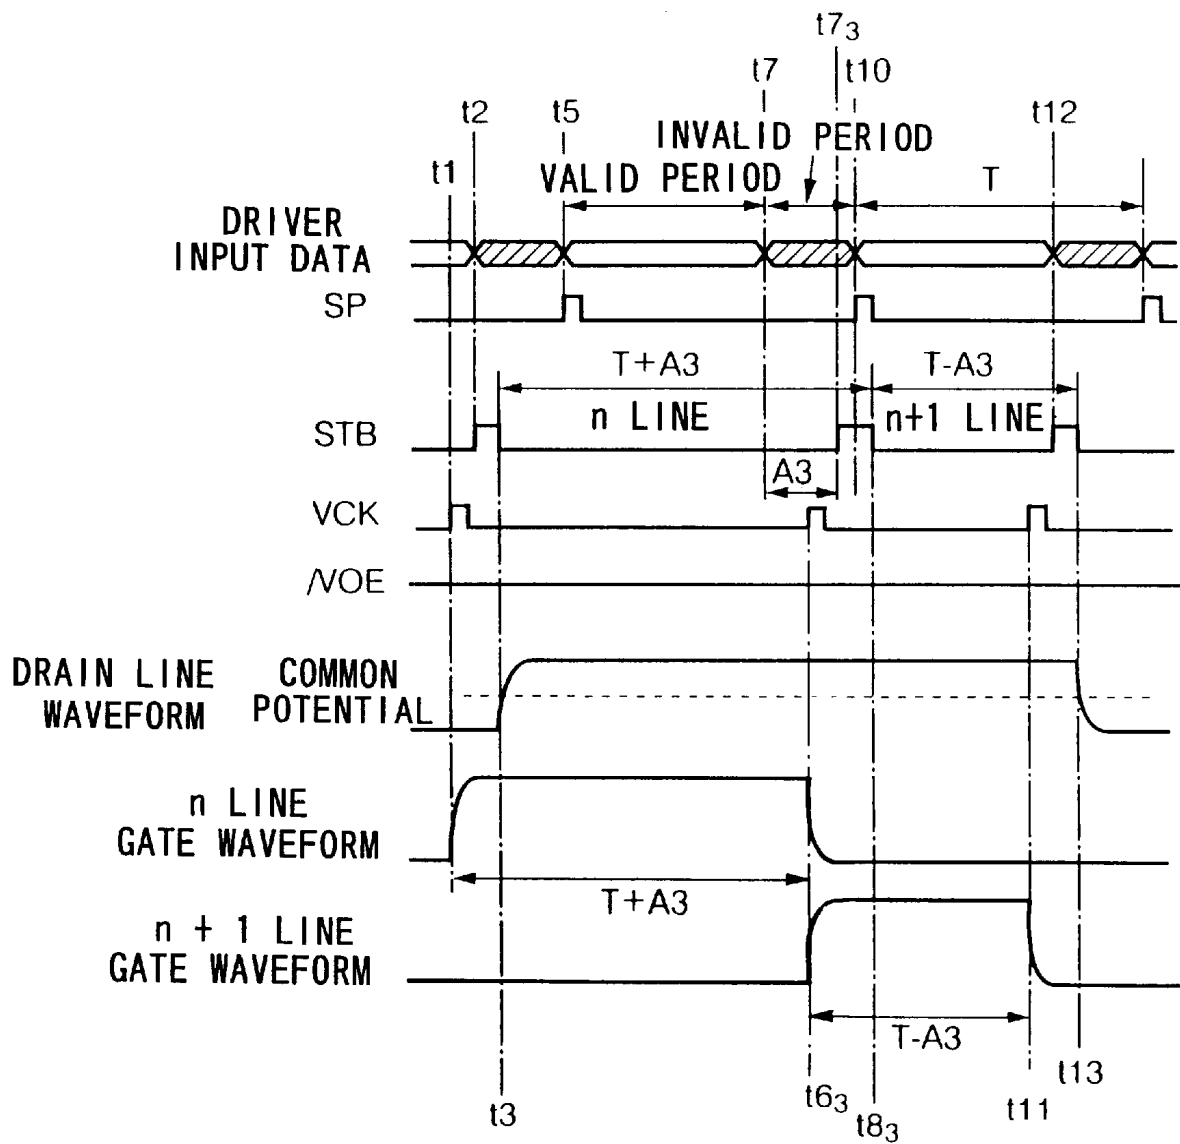 t7₃
t7 t10
t2 t5 t12
INVALID PERIOD
t1 VALID PERIOD T
DRIVER
INPUT DATA
SP
T+A3 T-A3
STB n LINE n+1 LINE
A3
VCK
/VOE
DRAIN LINE COMMON
WAVEFORM POTENTIAL
n LINE
GATE WAVEFORM
T+A3
n + 1 LINE
GATE WAVEFORM
T-A3
t3 t6₃ t8₃ t11 t13